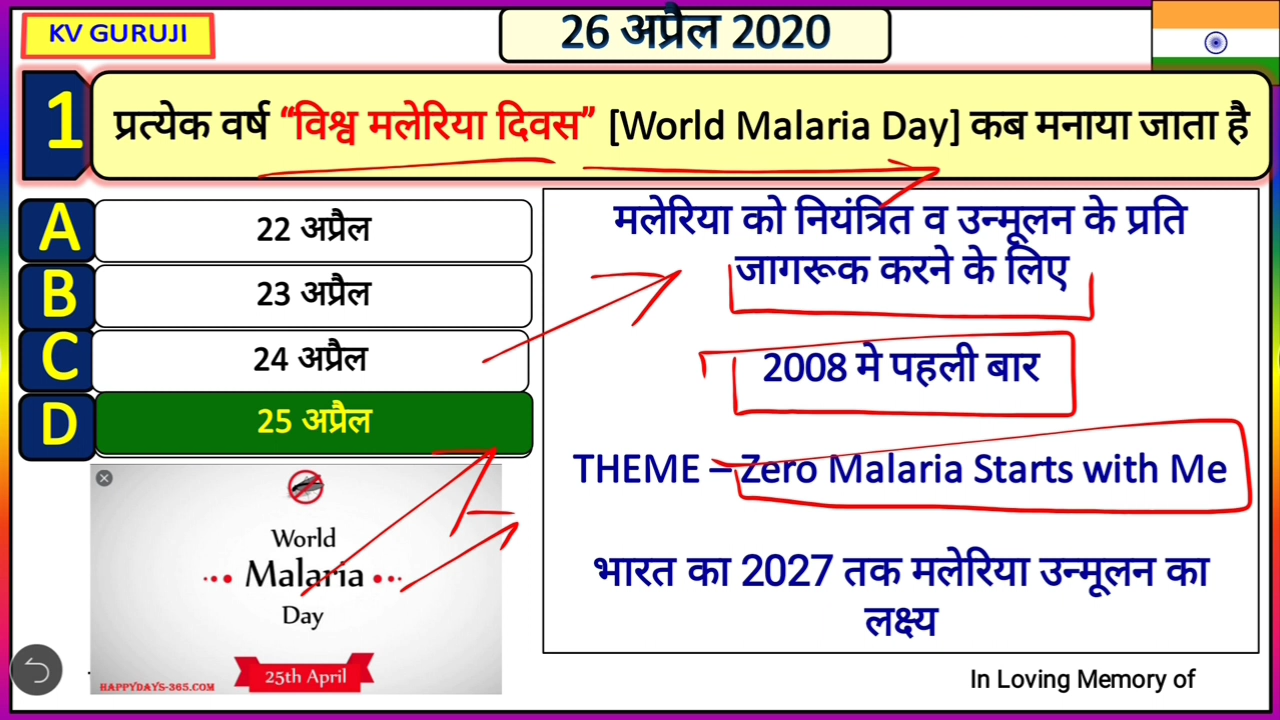 KV GURUJI
26 अप्रैल 2020
1
प्रत्येक वर्ष “विश्व मलेरिया दिवस” [World Malaria Day] कब मनाया जाता है
A 22 अप्रैल
B 23 अप्रैल
C 24 अप्रैल
D 25 अप्रैल
मलेरिया को नियंत्रित व उन्मूलन के प्रति
जागरूक करने के लिए
2008 मे पहली बार
THEME – Zero Malaria Starts with Me
भारत का 2027 तक मलेरिया उन्मूलन का
लक्ष्य
World
Malaria
Day
25th April
HAPPYDAYS-365.COM
In Loving Memory of